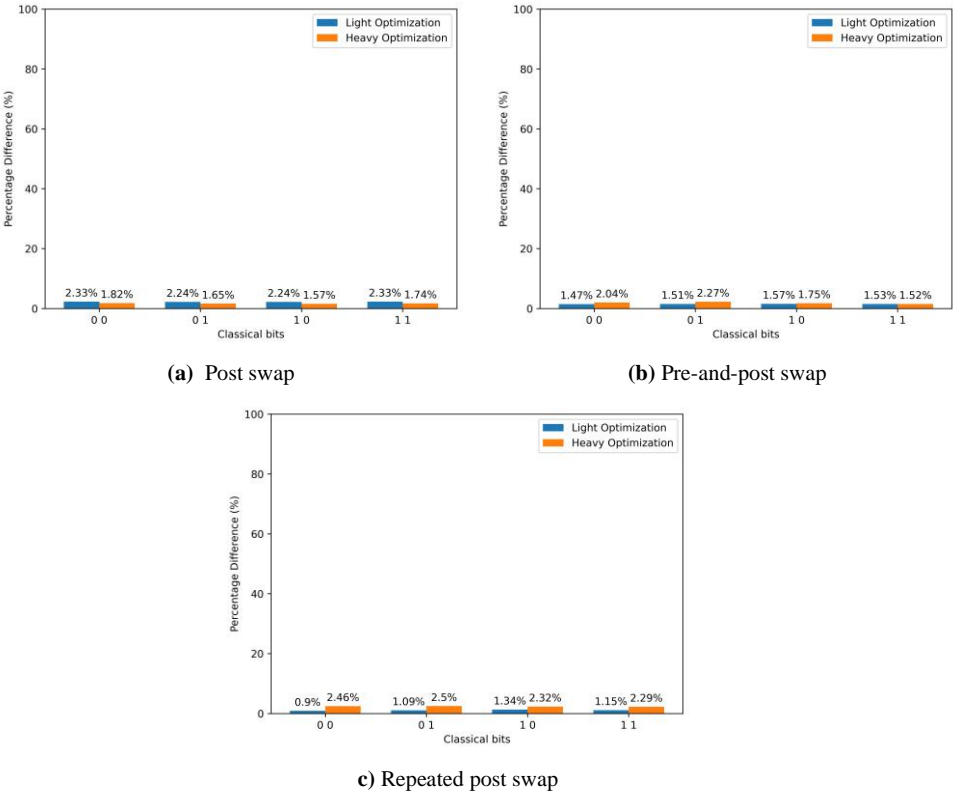 100
80
60
40
20
0
Percentage Difference (%)
Light Optimization
Heavy Optimization
2.33% 1.82% 2.24% 1.65% 2.24% 1.57% 2.33% 1.74%
0 0 0 1 1 0 1 1
Classical bits
(a) Post swap
100
80
60
40
20
0
Percentage Difference (%)
Light Optimization
Heavy Optimization
1.47% 2.04% 1.51% 2.27% 1.57% 1.75% 1.53% 1.52%
0 0 0 1 1 0 1 1
Classical bits
(b) Pre-and-post swap
100
80
60
40
20
0
Percentage Difference (%)
Light Optimization
Heavy Optimization
0.9% 2.46% 1.09% 2.5% 1.34% 2.32% 1.15% 2.29%
0 0 0 1 1 0 1 1
Classical bits
c) Repeated post swap